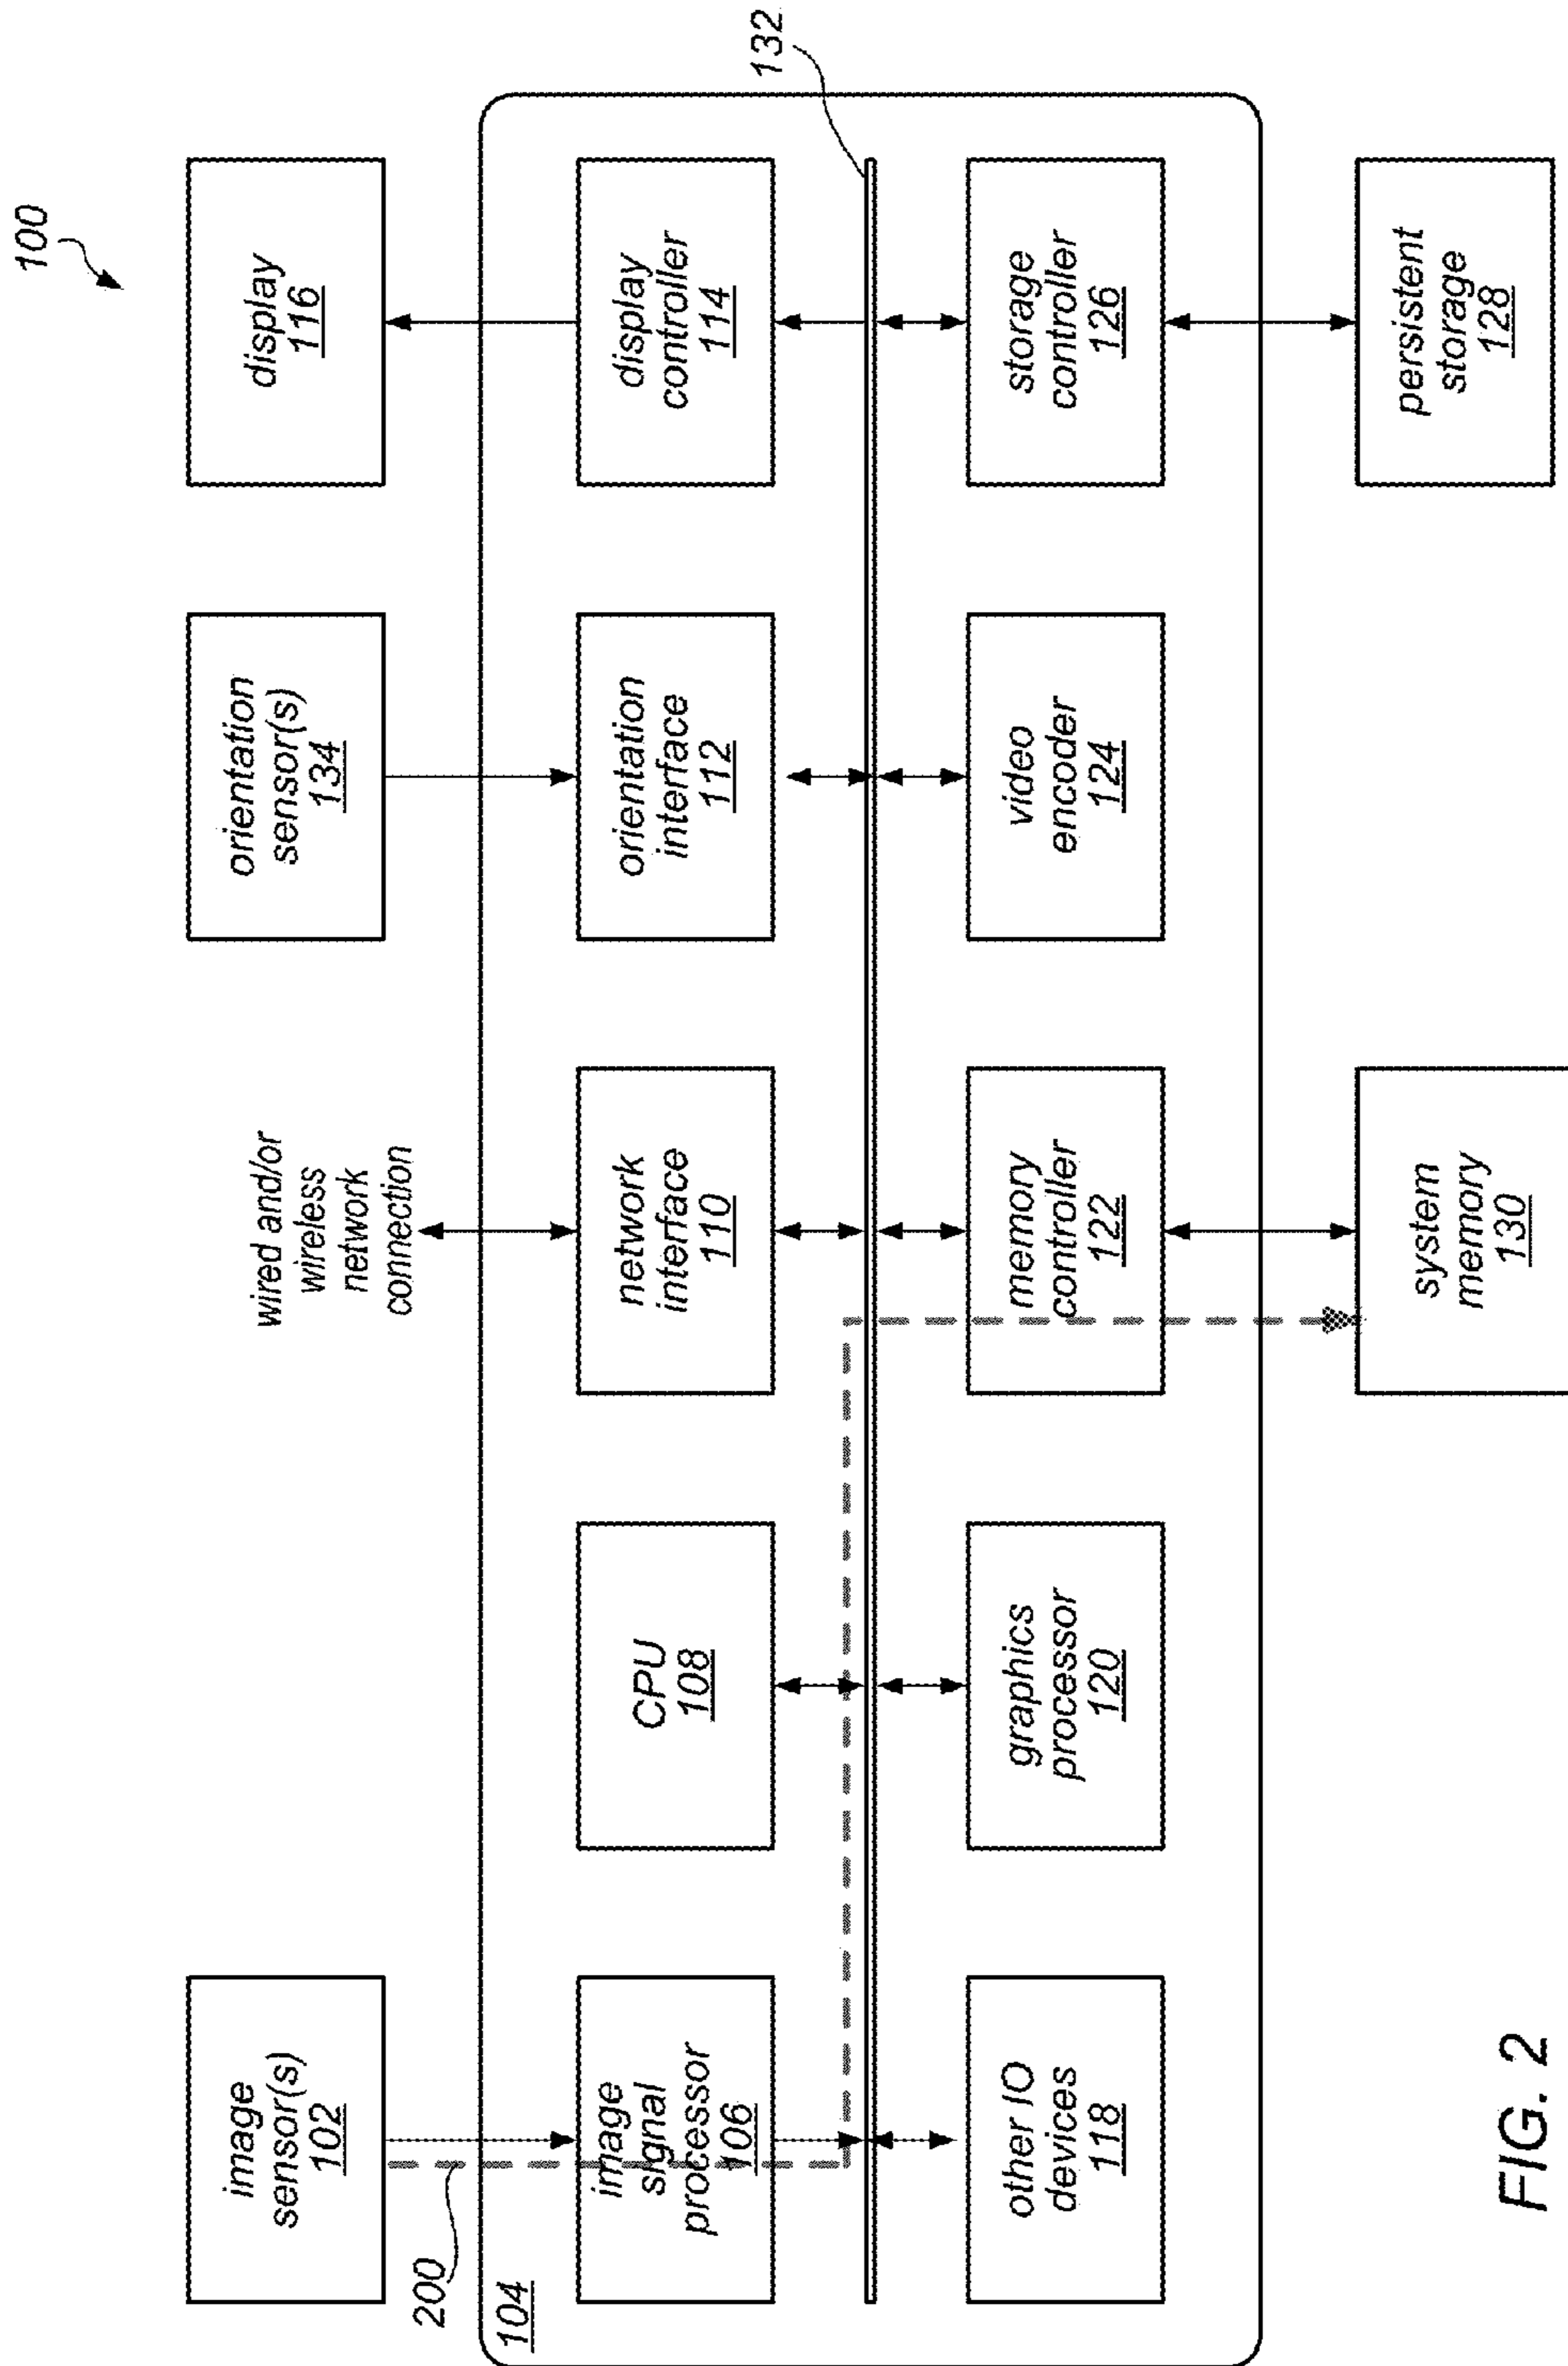 100
image
sensor(s)
102
wired and/or
wireless
network
connection
orientation
sensor(s)
134
display
116
200
104
image
signal
processor
106
CPU
108
network
interface
110
orientation
interface
112
display
controller
114
132
other IO
devices
118
graphics
processor
120
memory
controller
122
video
encoder
124
storage
controller
126
system
memory
130
persistent
storage
128
FIG. 2